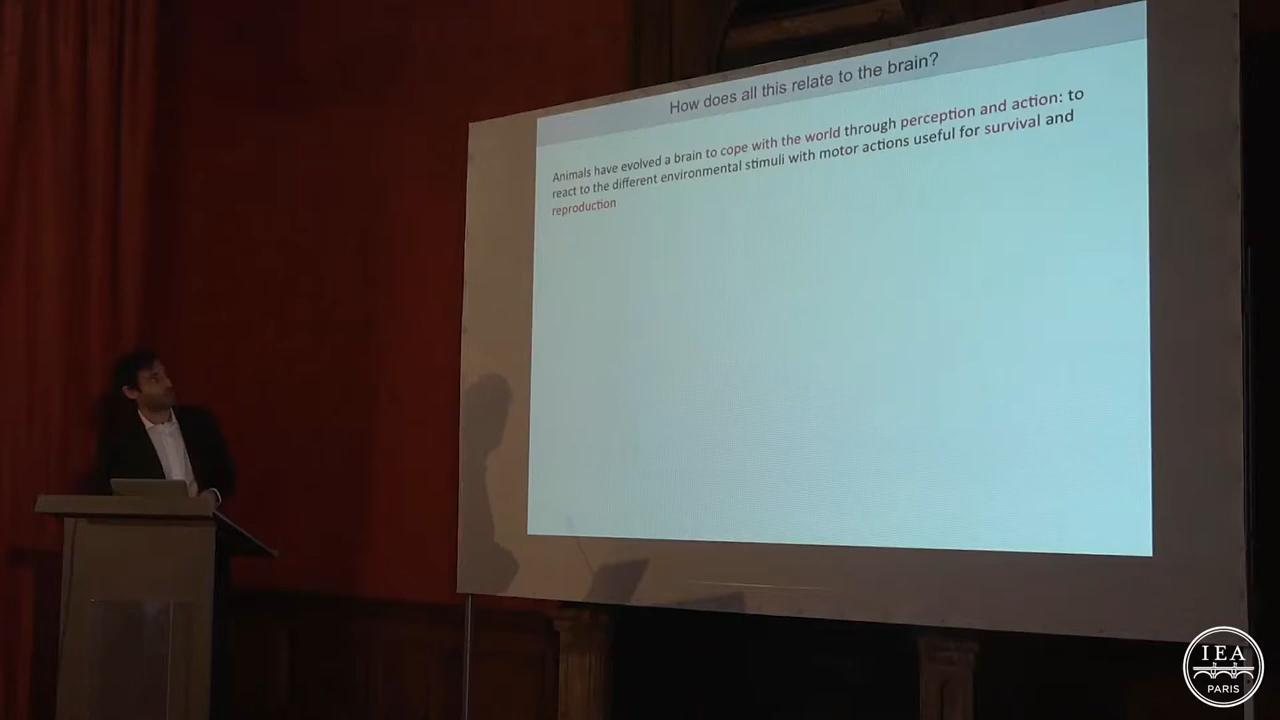 How does all this relate to the brain?
Animals have evolved a brain to cope with the world through perception and action: to
react to the different environmental stimuli with motor actions useful for survival and
reproduction
IEA
PARIS